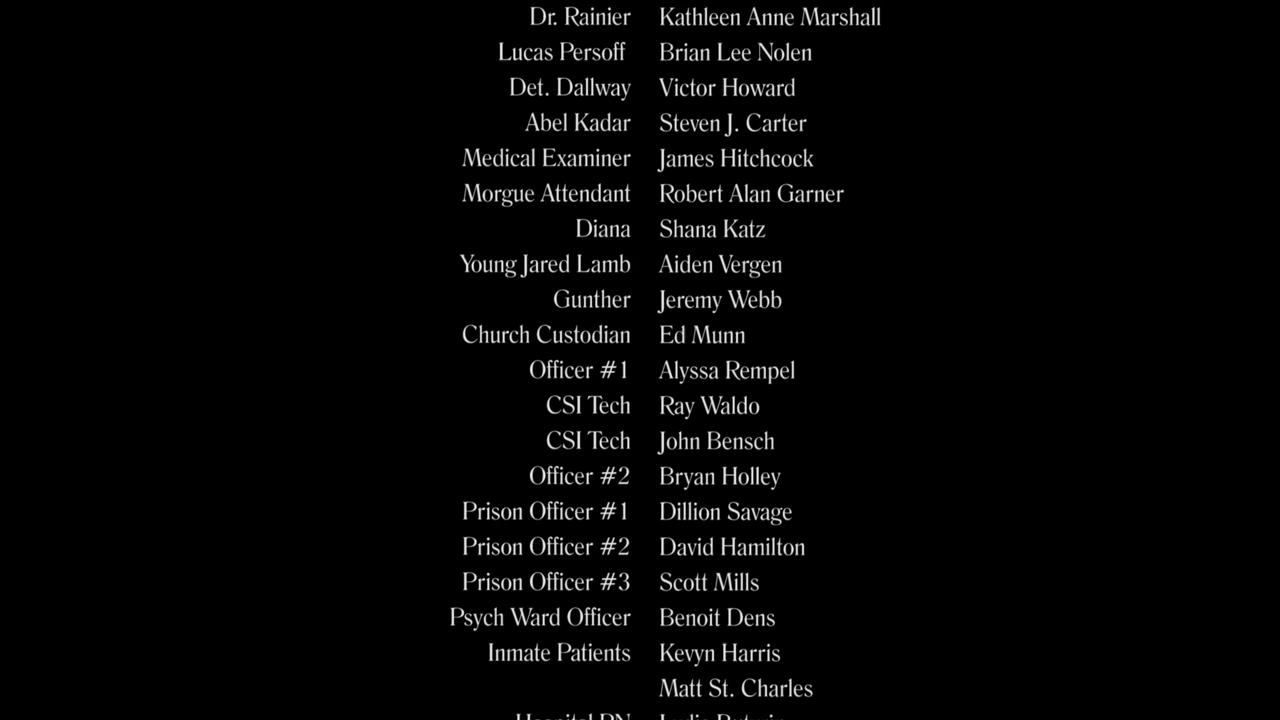 Dr. Rainier Kathleen Anne Marshall
Lucas Persoff Brian Lee Nolen
Det. Dallway Victor Howard
Abel Kadar Steven J. Carter
Medical Examiner James Hitchcock
Morgue Attendant Robert Alan Garner
Diana Shana Katz
Young Jared Lamb Aiden Vergen
Gunther Jeremy Webb
Church Custodian Ed Munn
Officer #1 Alyssa Rempel
CSI Tech Ray Waldo
CSI Tech John Bensch
Officer #2 Bryan Holley
Prison Officer #1 Dillion Savage
Prison Officer #2 David Hamilton
Prison Officer #3 Scott Mills
Psych Ward Officer Benoit Dens
Inmate Patients Kevyn Harris
Matt St. Charles
Hospital RN